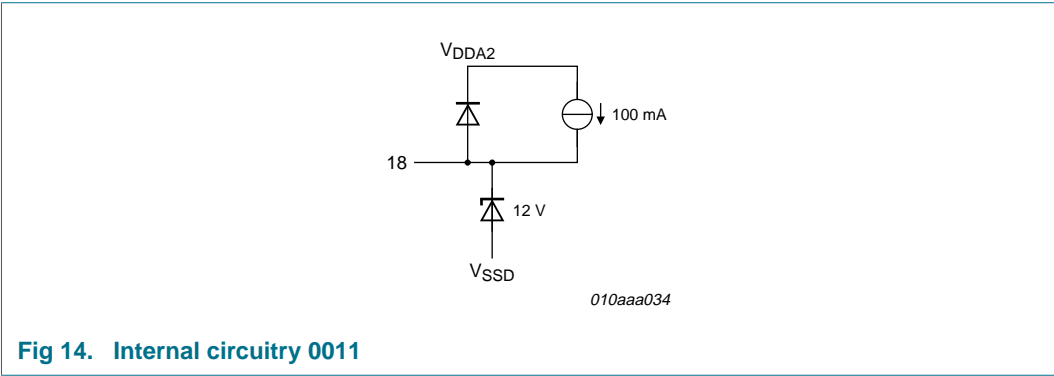 VDDA2
100 mA
18
12 V
VSSD
010aaa034
Fig 14. Internal circuitry 0011